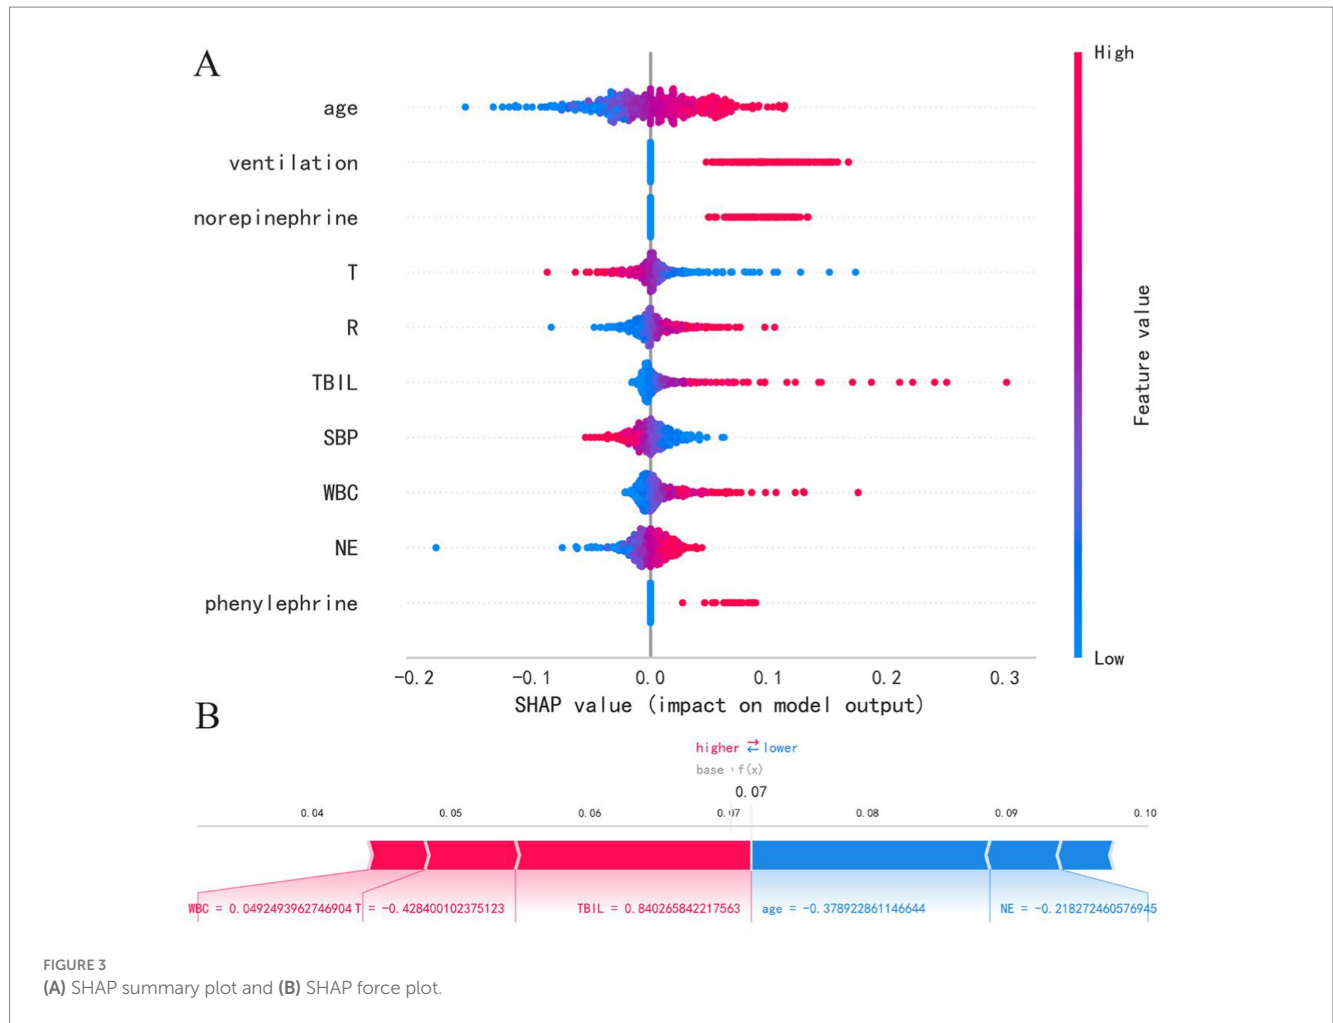 A
High
age
ventilation
norepinephrine
T
R
TBIL
SBP
WBC
NE
phenylephrine
Feature value
Low
-0.2 -0.1 0.0 0.1 0.2 0.3
SHAP value (impact on model output)
B
higher ⇄ lower
base f(x)
0.07
0.04 0.05 0.06 0.07 0.08 0.09 0.10
WBC = 0.0492493962746904 T = -0.428400102375123 TBIL = 0.840265842217563 age = -0.378922861146644 NE = -0.218272460576945
FIGURE 3
(A) SHAP summary plot and (B) SHAP force plot.